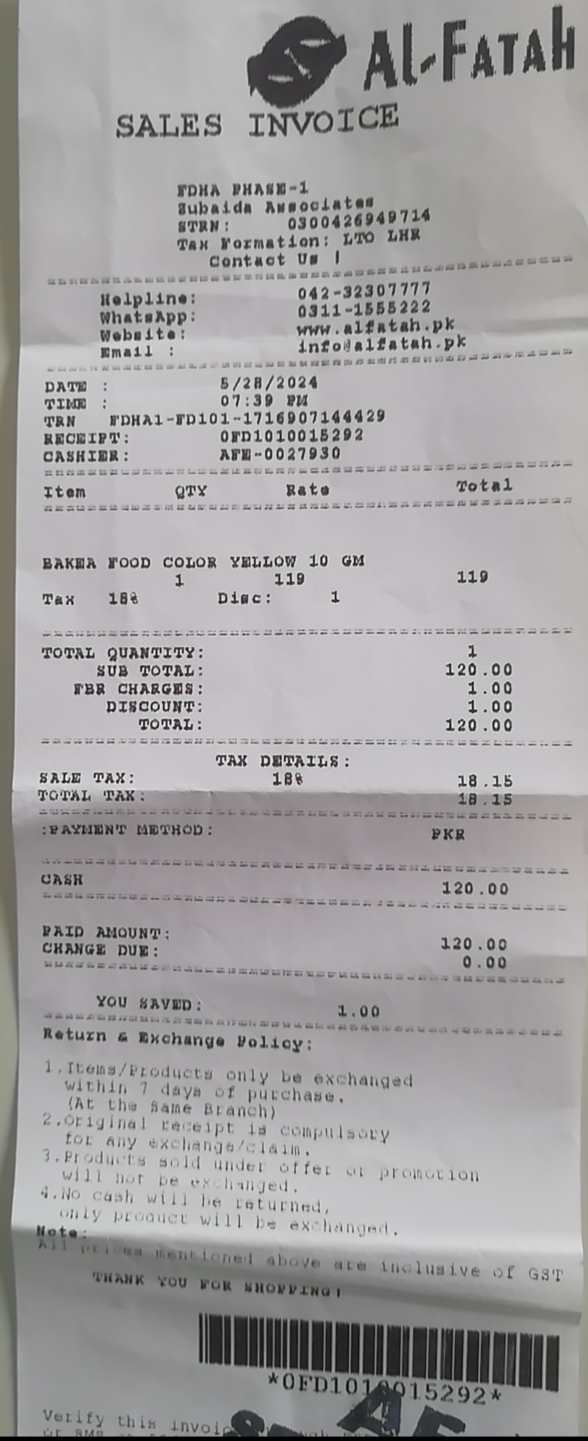 Al-Fatah
SALES INVOICE
FDHA PHASE-1
Zubaida Associates
STRN: 0300426949714
Tax Formation: LTO LHR
Contact Us |
Helpline: 042-32307777
WhatsApp: 0311-1555222
Website: www.alfatah.pk
Email : info@alfatah.pk
DATE : 5/28/2024
TIME : 07:39 PM
TRN FDHA1-FD101-1716907144429
RECEIPT: 0FD1010015292
CASHIER: AFE-0027930
Item QTY Rate Total
BAKEA FOOD COLOR YELLOW 10 GM
1 119 119
Tax 18% Disc: 1
TOTAL QUANTITY: 1
SUB TOTAL: 120.00
FBR CHARGES: 1.00
DISCOUNT: 1.00
TOTAL: 120.00
TAX DETAILS:
SALE TAX: 18% 18.15
TOTAL TAX: 18.15
:PAYMENT METHOD: PKR
CASH 120.00
PAID AMOUNT: 120.00
CHANGE DUE: 0.00
YOU SAVED: 1.00
Return & Exchange Policy:
1.Items/Products only be exchanged
within 7 days of purchase.
(At the Same Branch)
2.Original receipt is compulsory
for any exchange/claim.
3.Products sold under offer or promotion
will not be exchanged.
4.No cash will be returned,
only product will be exchanged.
Note:
All prices mentioned above are inclusive of GST
THANK YOU FOR SHOPPING!
*0FD1010015292*
Verify this